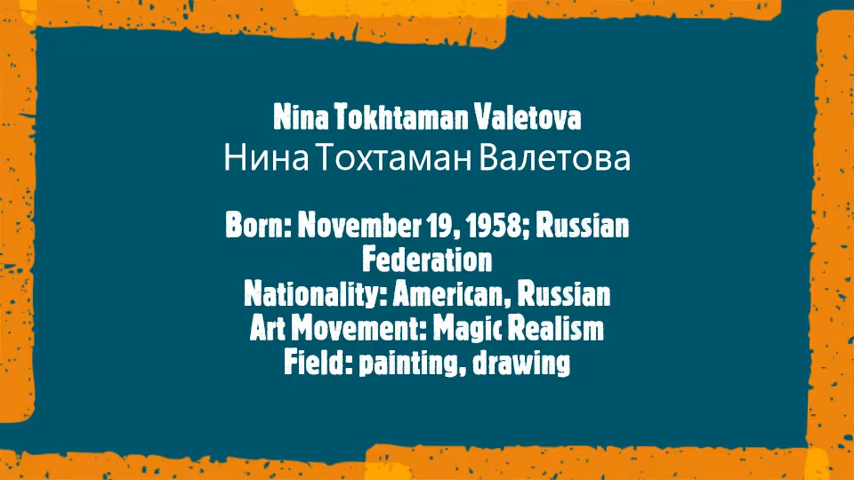 Nina Tokhtaman Valetova
Нина Тохтаман Валетова
Born: November 19, 1958; Russian
Federation
Nationality: American, Russian
Art Movement: Magic Realism
Field: painting, drawing